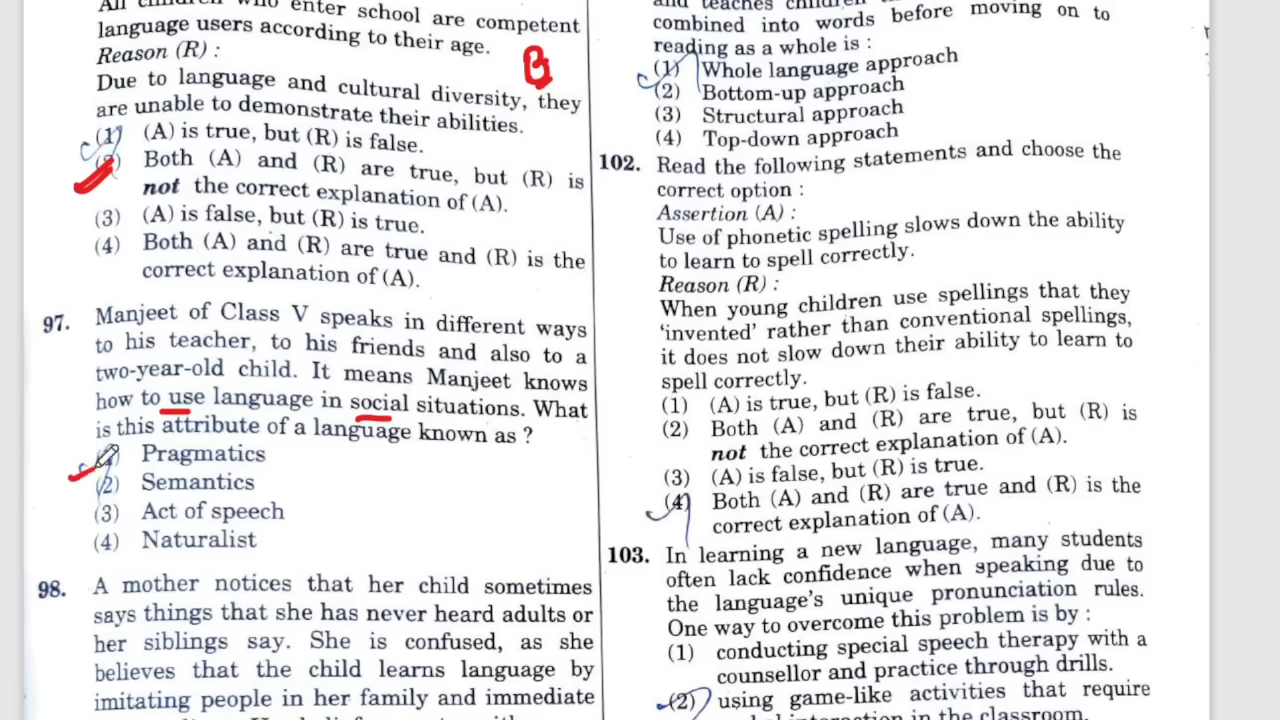 All children who enter school are competent
language users according to their age.
Reason (R) :
B
Due to language and cultural diversity, they
are unable to demonstrate their abilities.
(1) (A) is true, but (R) is false.
(2) Both (A) and (R) are true, but (R) is
not the correct explanation of (A).
(3) (A) is false, but (R) is true.
(4) Both (A) and (R) are true and (R) is the
correct explanation of (A).
97. Manjeet of Class V speaks in different ways
to his teacher, to his friends and also to a
two-year-old child. It means Manjeet knows
how to use language in social situations. What
is this attribute of a language known as ?
(1) Pragmatics
(2) Semantics
(3) Act of speech
(4) Naturalist
98. A mother notices that her child sometimes
says things that she has never heard adults or
her siblings say. She is confused, as she
believes that the child learns language by
imitating people in her family and immediate
and teaches children
combined into words before moving on to
reading as a whole is :
(1) Whole language approach
(2) Bottom-up approach
(3) Structural approach
(4) Top-down approach
102. Read the following statements and choose the
correct option :
Assertion (A) :
Use of phonetic spelling slows down the ability
to learn to spell correctly.
Reason (R) :
When young children use spellings that they
‘invented’ rather than conventional spellings,
it does not slow down their ability to learn to
spell correctly.
(1) (A) is true, but (R) is false.
(2) Both (A) and (R) are true, but (R) is
not the correct explanation of (A).
(3) (A) is false, but (R) is true.
(4) Both (A) and (R) are true and (R) is the
correct explanation of (A).
103. In learning a new language, many students
often lack confidence when speaking due to
the language’s unique pronunciation rules.
One way to overcome this problem is by :
(1) conducting special speech therapy with a
counsellor and practice through drills.
(2) using game-like activities that require
interaction in the classroom.